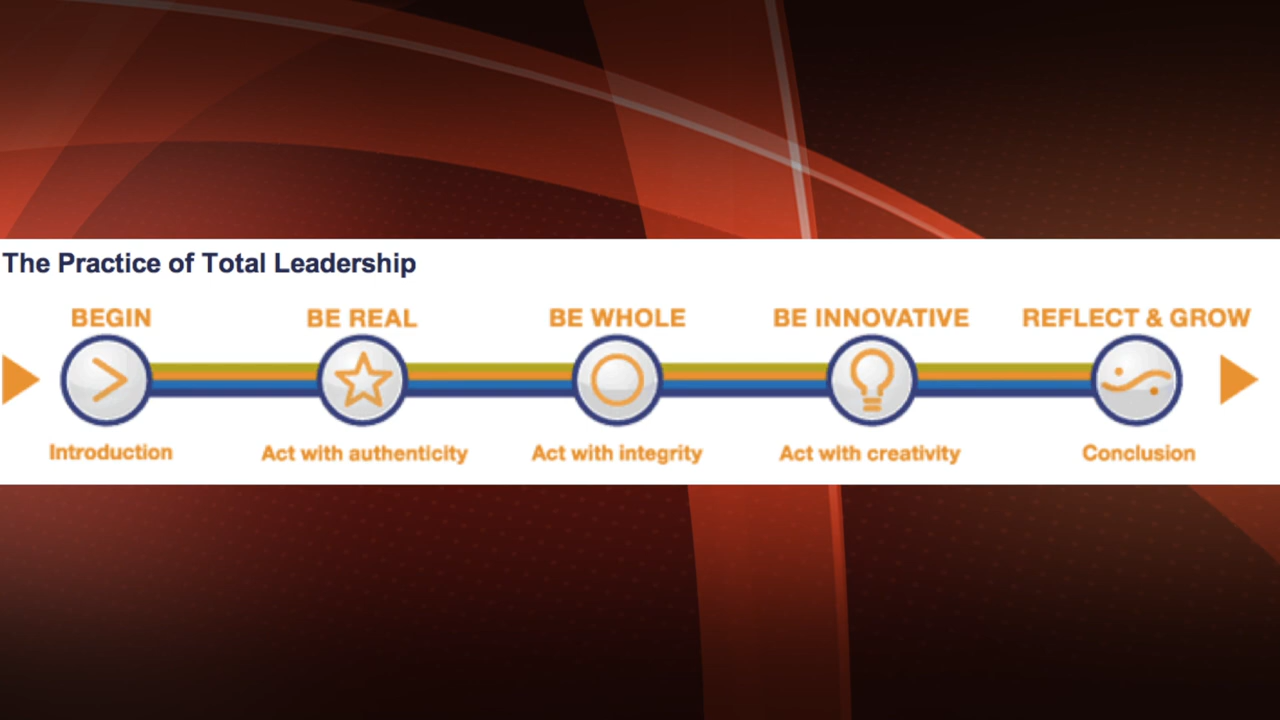 The Practice of Total Leadership
BEGIN
BE REAL
BE WHOLE
BE INNOVATIVE
REFLECT & GROW
Introduction
Act with authenticity
Act with integrity
Act with creativity
Conclusion